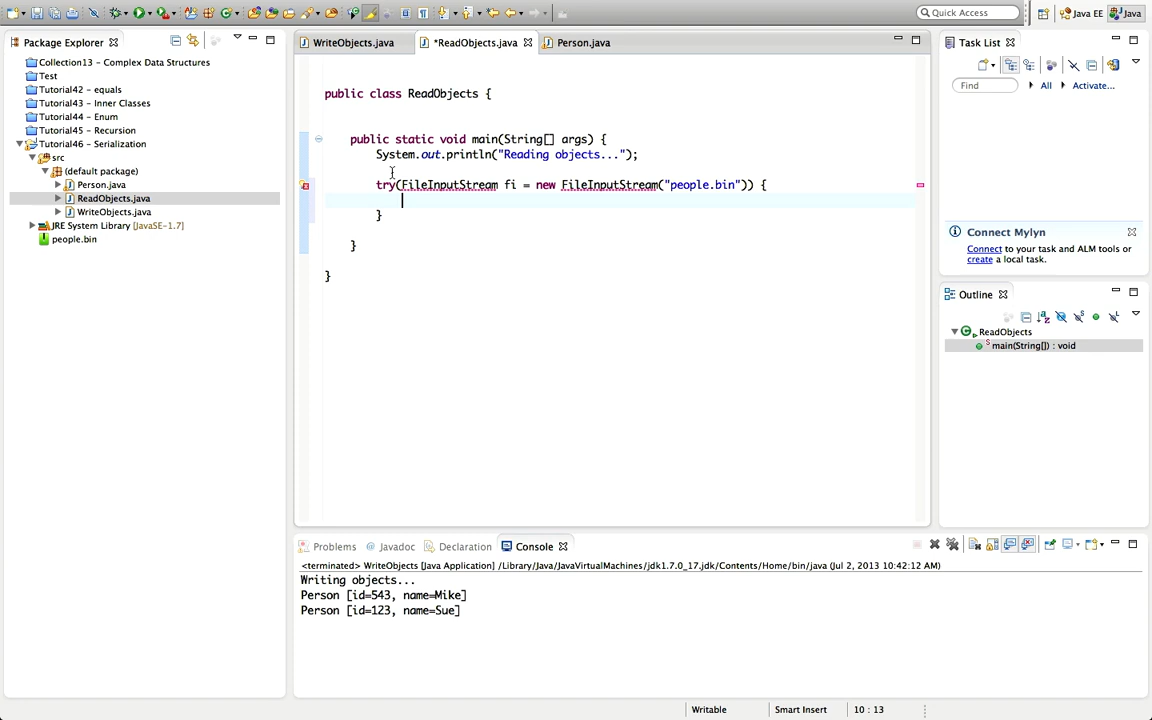 Quick Access
Java EE
Java
Package Explorer
Collection13 - Complex Data Structures
Test
Tutorial42 - equals
Tutorial43 - Inner Classes
Tutorial44 - Enum
Tutorial45 - Recursion
Tutorial46 - Serialization
src
(default package)
Person.java
ReadObjects.java
WriteObjects.java
JRE System Library [JavaSE-1.7]
people.bin
WriteObjects.java
*ReadObjects.java
Person.java
public class ReadObjects {
public static void main(String[] args) {
System.out.println("Reading objects...");
try(FileInputStream fi = new FileInputStream("people.bin")) {
}
}
}
Task List
Find
All
Activate...
Connect Mylyn
Connect to your task and ALM tools or
create a local task.
Outline
ReadObjects
main(String[]) : void
Problems
Javadoc
Declaration
Console
<terminated> WriteObjects [Java Application] /Library/Java/JavaVirtualMachines/jdk1.7.0_17.jdk/Contents/Home/bin/java (Jul 2, 2013 10:42:12 AM)
Writing objects...
Person [id=543, name=Mike]
Person [id=123, name=Sue]
Writable
Smart Insert
10 : 13